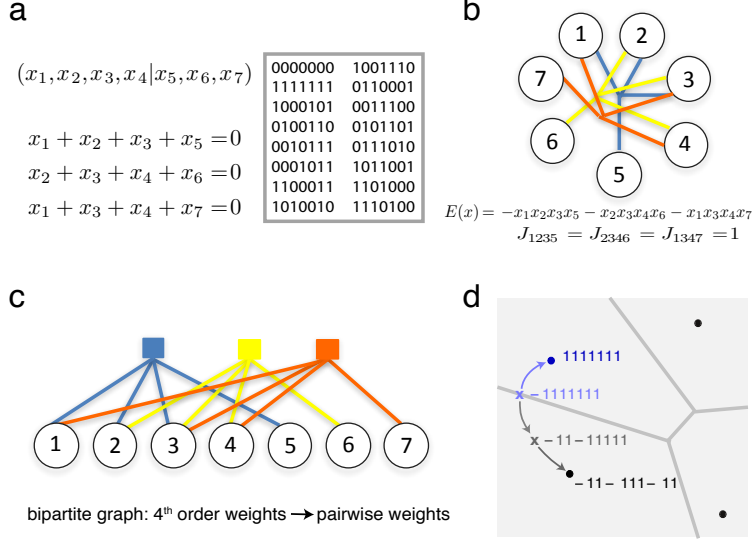 a
(x1,x2,x3,x4|x5,x6,x7)
x1 + x2 + x3 + x5 =0
x2 + x3 + x4 + x6 =0
x1 + x3 + x4 + x7 =0
0000000 1001110
1111111 0110001
1000101 0011100
0100110 0101101
0010111 0111010
0001011 1011001
1100011 1101000
1010010 1110100
b
1 2
7 3
6 4
5
E(x) = −x1x2x3x5 − x2x3x4x6 − x1x3x4x7
J1235 = J2346 = J1347 =1
c
1 2 3 4 5 6 7
bipartite graph: 4th order weights → pairwise weights
d
1111111
x −1111111
x −11−11111
−11− 111− 11